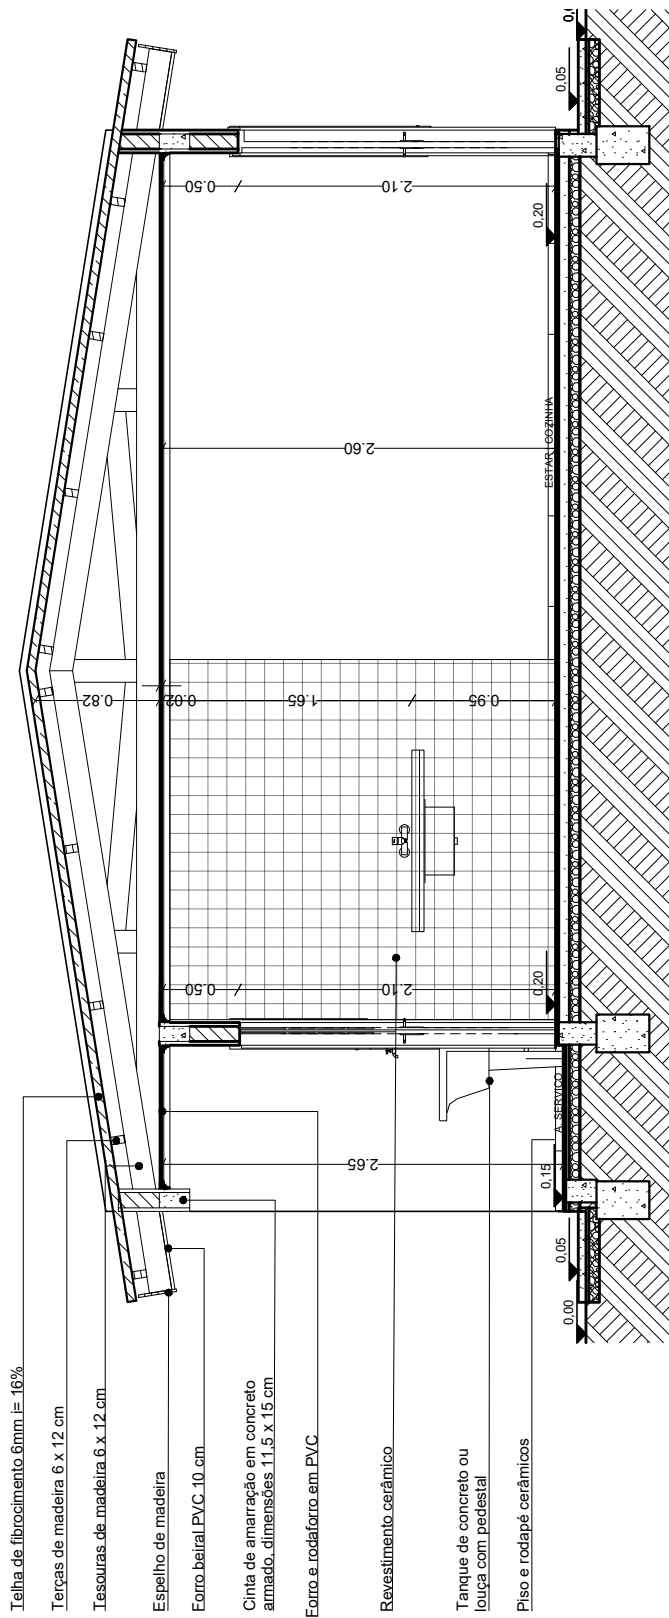 Telha de fibrocimento 6mm i= 16%
Terças de madeira 6 x 12 cm
Tesouras de madeira 6 x 12 cm
Espelho de madeira
Forro beiral PVC 10 cm
Cinta de amarração em concreto
armado, dimensões 11,5 x 15 cm
Forro e rodaforro em PVC
Revestimento cerâmico
Tanque de concreto ou
louça com pedestal
Piso e rodapé cerâmicos
0,05
0.50
2.10
0,20
2.60
ESTAR COZINHA
0.82
0.02
1.65
0.95
0.50
2.10
0,20
2.65
A. SERVIÇO
0,15
0,05
0,00